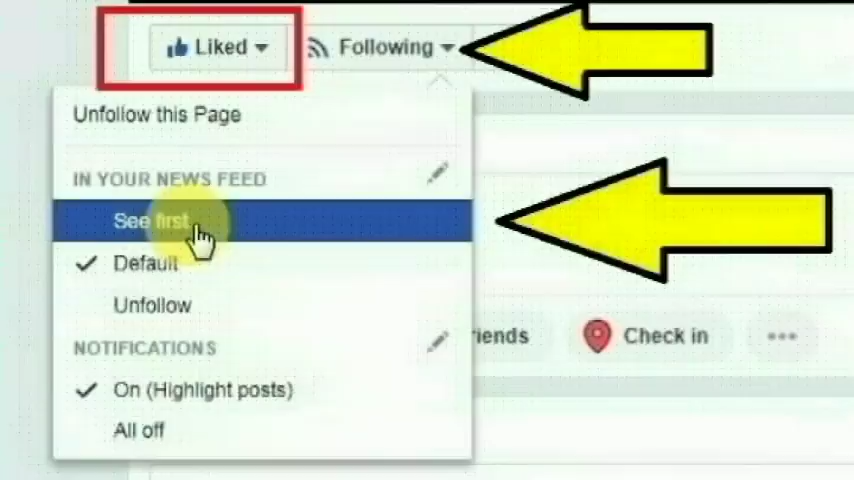 Liked Following
Unfollow this Page
IN YOUR NEWS FEED
See first
Default
Unfollow
riends Check in
NOTIFICATIONS
On (Highlight posts)
All off